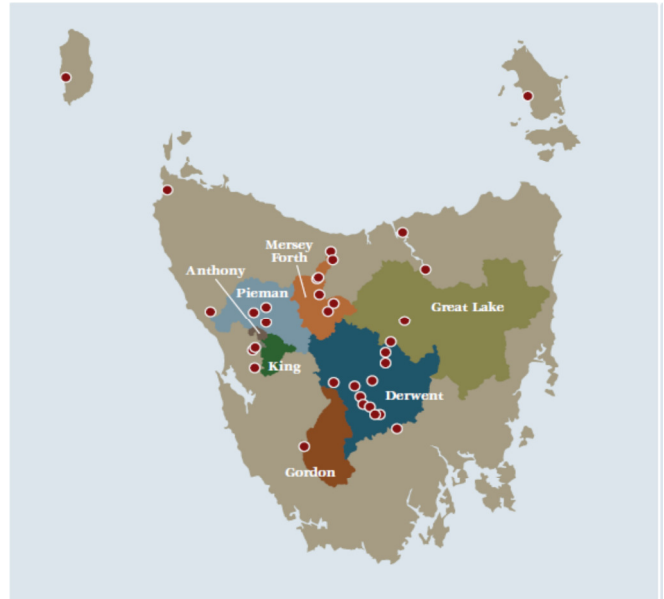 Mersey
Forth
Anthony
Pieman
Great Lake
King
Derwent
Gordon